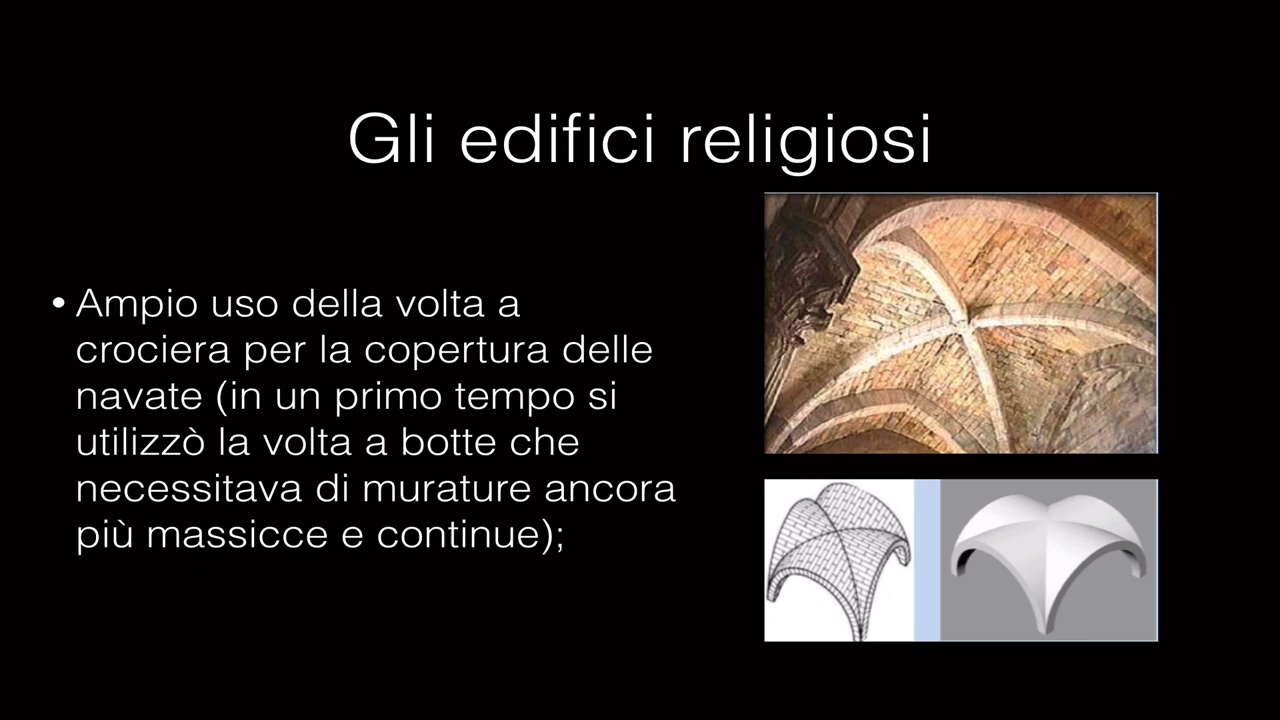 Gli edifici religiosi
• Ampio uso della volta a
crociera per la copertura delle
navate (in un primo tempo si
utilizzò la volta a botte che
necessitava di murature ancora
più massicce e continue);